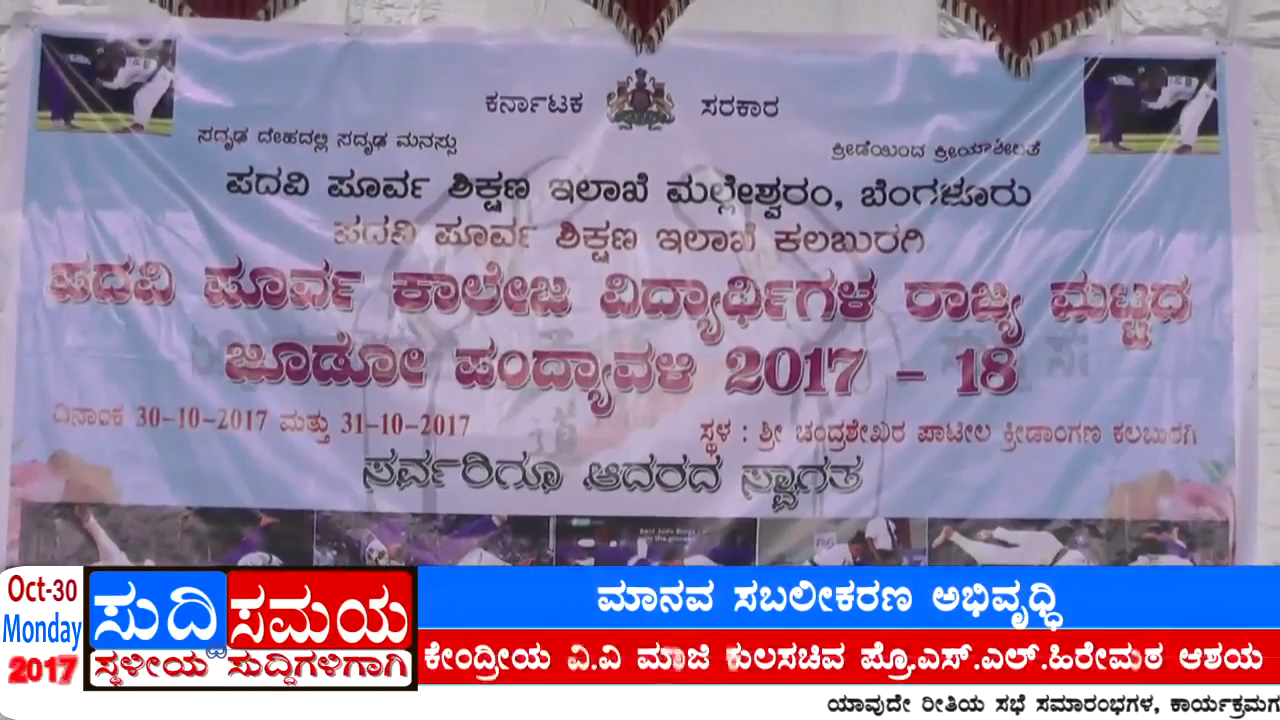 ಕರ್ನಾಟಕ ಸರಕಾರ
ಸದೃಢ ದೇಹದಲ್ಲಿ ಸದೃಢ ಮನಸ್ಸು
ಕ್ರೀಡೆಯಿಂದ ಕ್ರೀಯಾಶೀಲತೆ
ಪದವಿ ಪೂರ್ವ ಶಿಕ್ಷಣ ಇಲಾಖೆ ಮಲ್ಲೇಶ್ವರಂ, ಬೆಂಗಳೂರು
ಪದವಿ ಪೂರ್ವ ಶಿಕ್ಷಣ ಇಲಾಖೆ ಕಲಬುರಗಿ
ಪದವಿ ಪೂರ್ವ ಕಾಲೇಜ ವಿದ್ಯಾರ್ಥಿಗಳ ರಾಜ್ಯ ಮಟ್ಟದ
ಜೂಡೋ ಪಂದ್ಯಾವಳಿ 2017 - 18
ದಿನಾಂಕ 30-10-2017 ಮತ್ತು 31-10-2017
ಸ್ಥಳ : ಶ್ರೀ ಚಂದ್ರಶೇಖರ ಪಾಟೀಲ ಕ್ರೀಡಾಂಗಣ ಕಲಬುರಗಿ
ಸರ್ವರಿಗೂ ಆದರದ ಸ್ವಾಗತ
Oct-30
Monday
2017
ಸುದ್ದಿ ಸಮಯ
ಸ್ಥಳೀಯ ಸುದ್ದಿಗಳಿಗಾಗಿ
ಮಾನವ ಸಬಲೀಕರಣ ಅಭಿವೃಧ್ಧಿ
ಕೇಂದ್ರೀಯ ವಿ.ವಿ ಮಾಜಿ ಕುಲಸಚಿವ ಪ್ರೊ.ಎಸ್.ಎಲ್.ಹಿರೇಮಠ ಆಶಯ
ಯಾವುದೇ ರೀತಿಯ ಸಭೆ ಸಮಾರಂಭಗಳ, ಕಾರ್ಯಕ್ರಮಗ